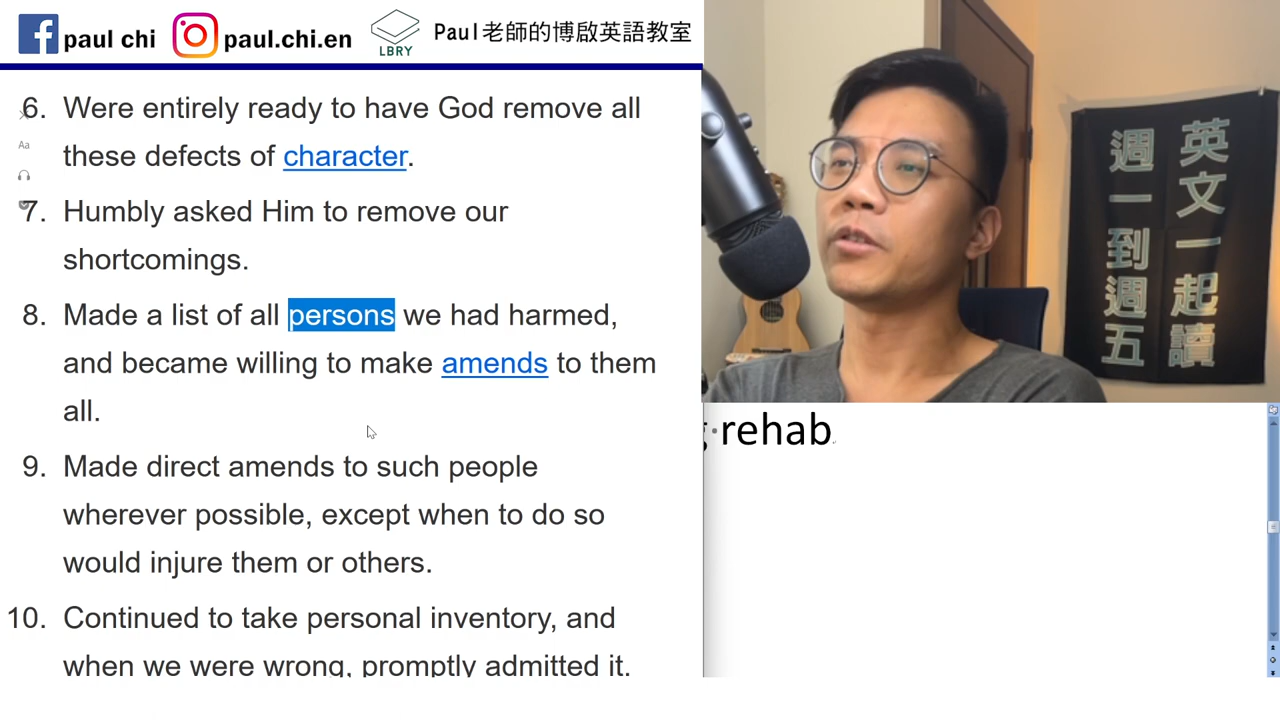 paul chi
paul.chi.en
LBRY
Paul老師的博啟英語教室
6. Were entirely ready to have God remove all
these defects of character.
Aa
7. Humbly asked Him to remove our
shortcomings.
8. Made a list of all persons we had harmed,
and became willing to make amends to them
all.
9. Made direct amends to such people
wherever possible, except when to do so
would injure them or others.
10. Continued to take personal inventory, and
when we were wrong, promptly admitted it.
英文一起讀
週一到週五
rehab